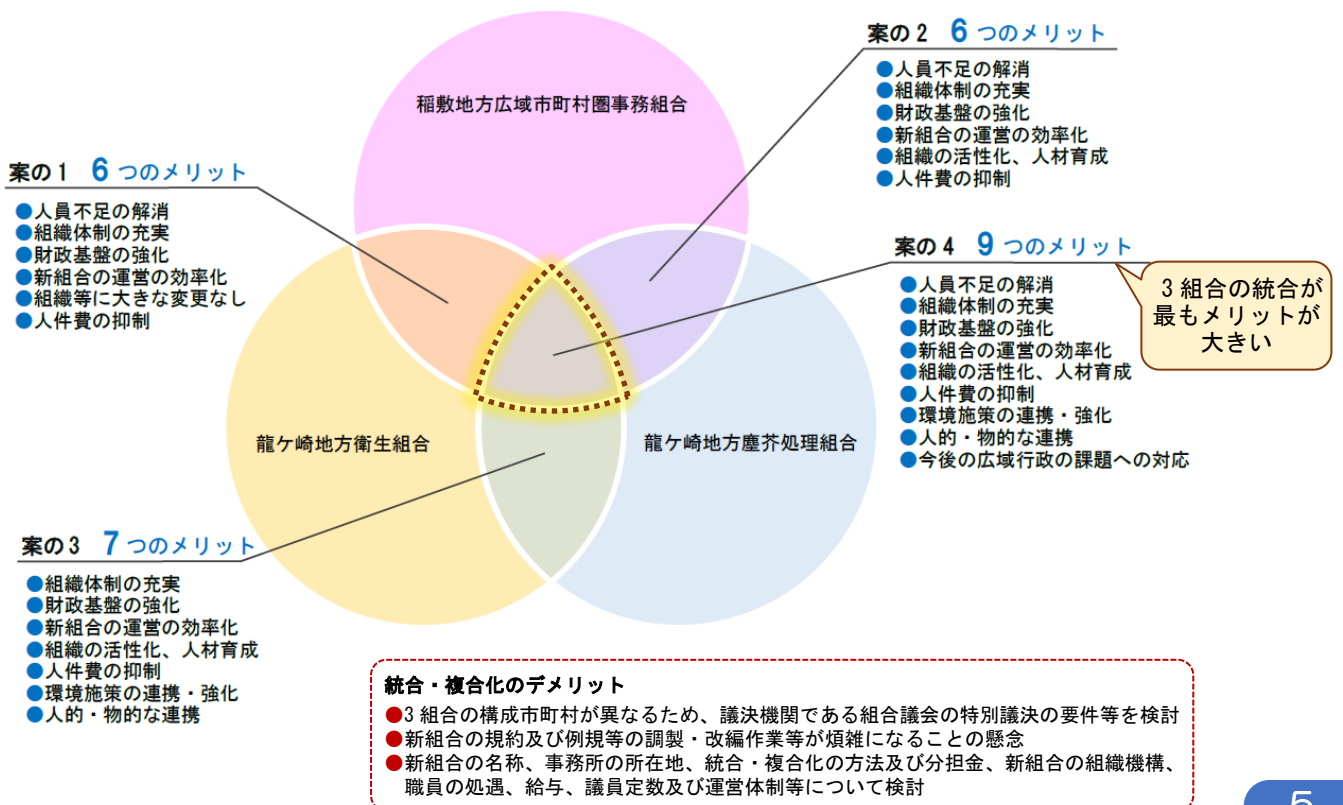 案の2 6 つのメリット
●人員不足の解消
●組織体制の充実
●財政基盤の強化
●新組合の運営の効率化
●組織の活性化、人材育成
●人件費の抑制
稲敷地方広域市町村圏事務組合
案の1 6 つのメリット
●人員不足の解消
●組織体制の充実
●財政基盤の強化
●新組合の運営の効率化
●組織等に大きな変更なし
●人件費の抑制
案の4 9 つのメリット
●人員不足の解消
●組織体制の充実
●財政基盤の強化
●新組合の運営の効率化
●組織の活性化、人材育成
●人件費の抑制
●環境施策の連携・強化
●人的・物的な連携
●今後の広域行政の課題への対応
3組合の統合が
最もメリットが
大きい
龍ケ崎地方衛生組合
龍ケ崎地方塵芥処理組合
案の3 7 つのメリット
●組織体制の充実
●財政基盤の強化
●新組合の運営の効率化
●組織の活性化、人材育成
●人件費の抑制
●環境施策の連携・強化
●人的・物的な連携
統合・複合化のデメリット
●3組合の構成市町村が異なるため、議決機関である組合議会の特別議決の要件等を検討
●新組合の規約及び例規等の調製・改編作業等が煩雑になることの懸念
●新組合の名称、事務所の所在地、統合・複合化の方法及び分担金、新組合の組織機構、
職員の処遇、給与、議員定数及び運営体制等について検討
5